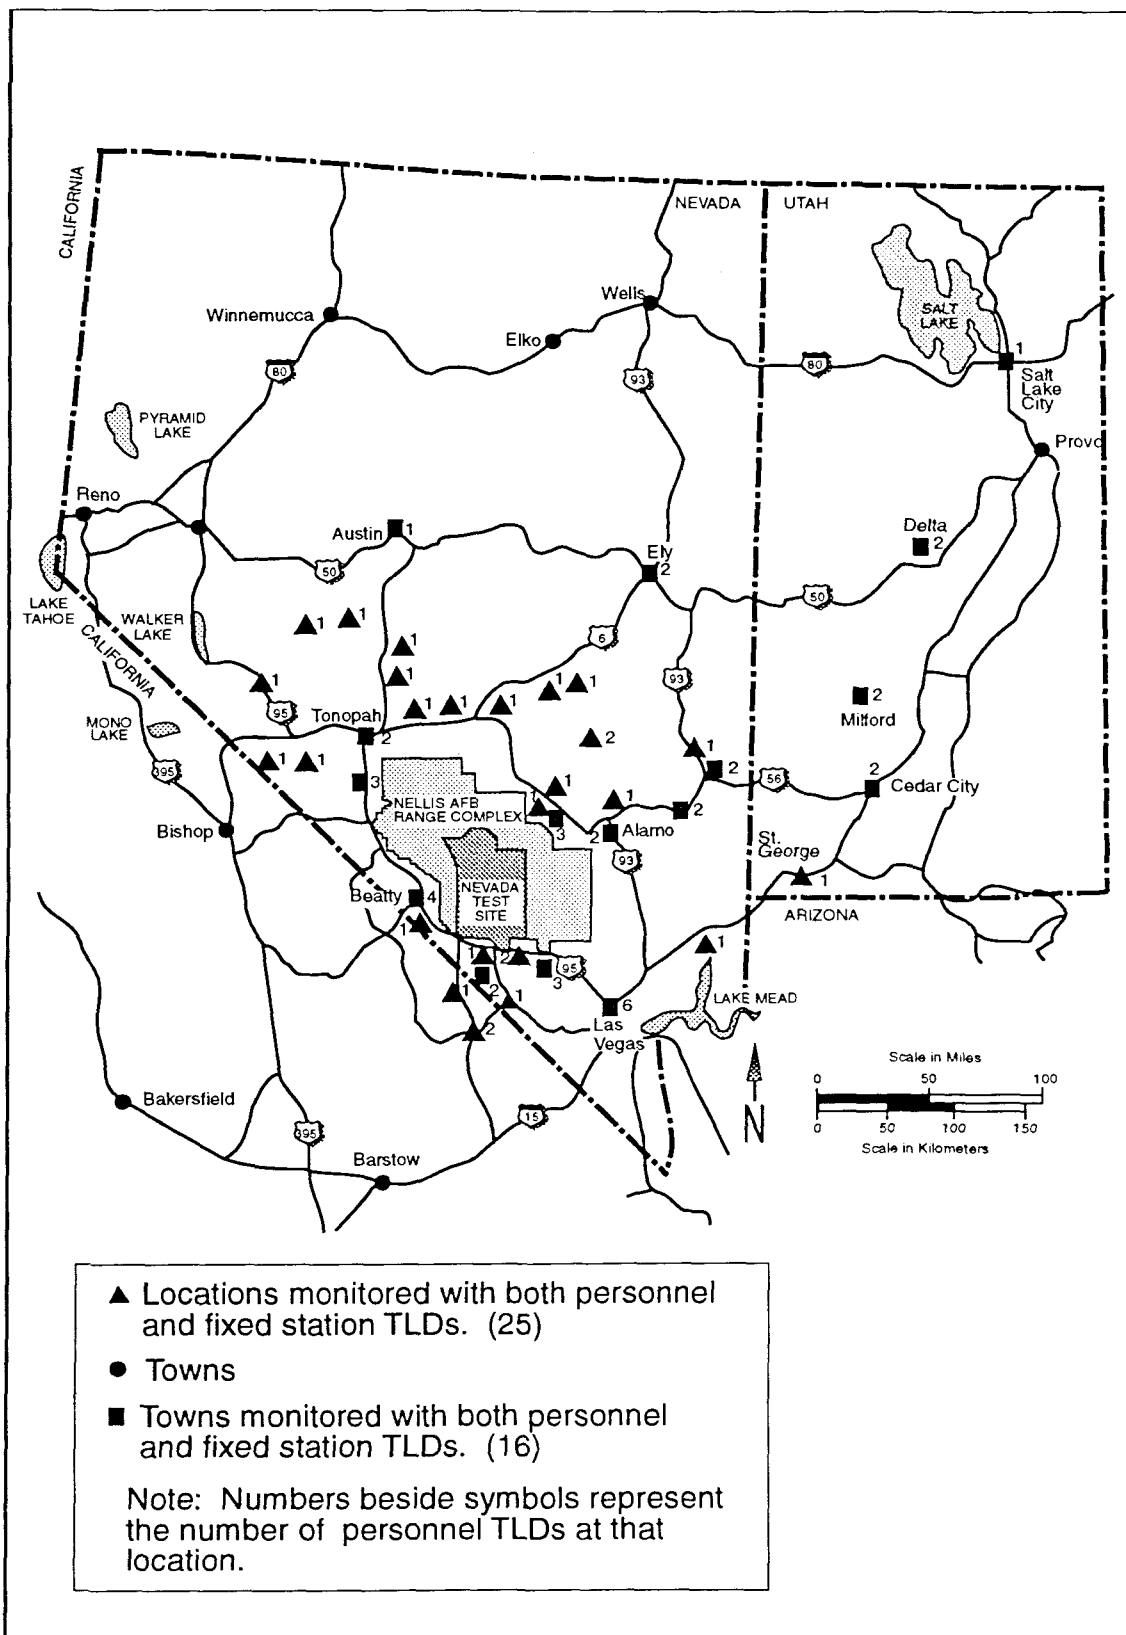 CALIFORNIA
NEVADA
UTAH
Winnemucca
Wells
Elko
SALT
LAKE
80
93
80
1
Salt
Lake
City
PYRAMID
LAKE
Provo
Reno
Austin
1
Delta
2
Ely
2
50
50
LAKE
TAHOE
WALKER
LAKE
CALIFORNIA
1
1
1
6
1
1
1
1
93
2
Milford
95
Tonopah
1
1
1
MONO
LAKE
2
2
1
395
1
1
3
2
56
2
Cedar City
NELLIS AFB
RANGE COMPLEX
1
1
1
2
3
2
Alamo
Bishop
93
St.
George
1
Beatty
4
NEVADA
TEST
SITE
ARIZONA
1
1
1
2
95
3
2
1
1
6
LAKE MEAD
2
Las
Vegas
Scale in Miles
0 50 100
0 50 100 150
Scale in Kilometers
N
Bakersfield
15
395
Barstow
Locations monitored with both personnel
and fixed station TLDs. (25)
Towns
Towns monitored with both personnel
and fixed station TLDs. (16)
Note: Numbers beside symbols represent
the number of personnel TLDs at that
location.